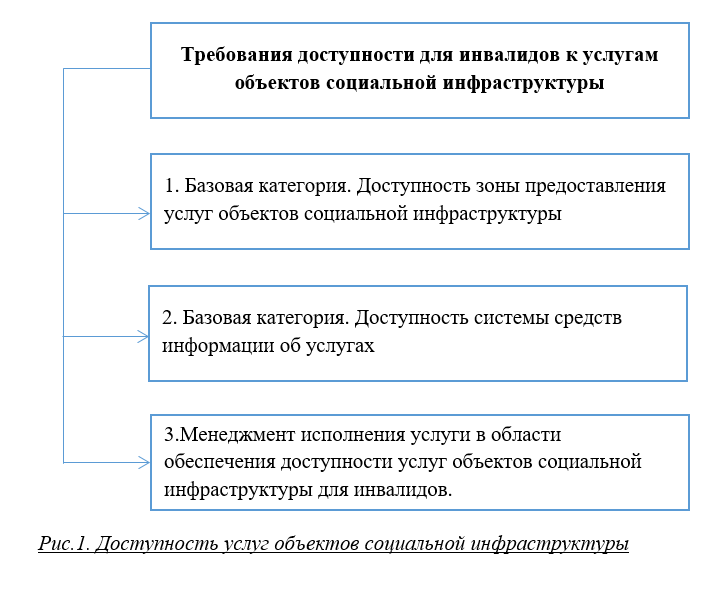 Требования доступности для инвалидов к услугам
объектов социальной инфраструктуры
1. Базовая категория. Доступность зоны предоставления
услуг объектов социальной инфраструктуры
2. Базовая категория. Доступность системы средств
информации об услугах
3.Менеджмент исполнения услуги в области
обеспечения доступности услуг объектов социальной
инфраструктуры для инвалидов.
Рис.1. Доступность услуг объектов социальной инфраструктуры